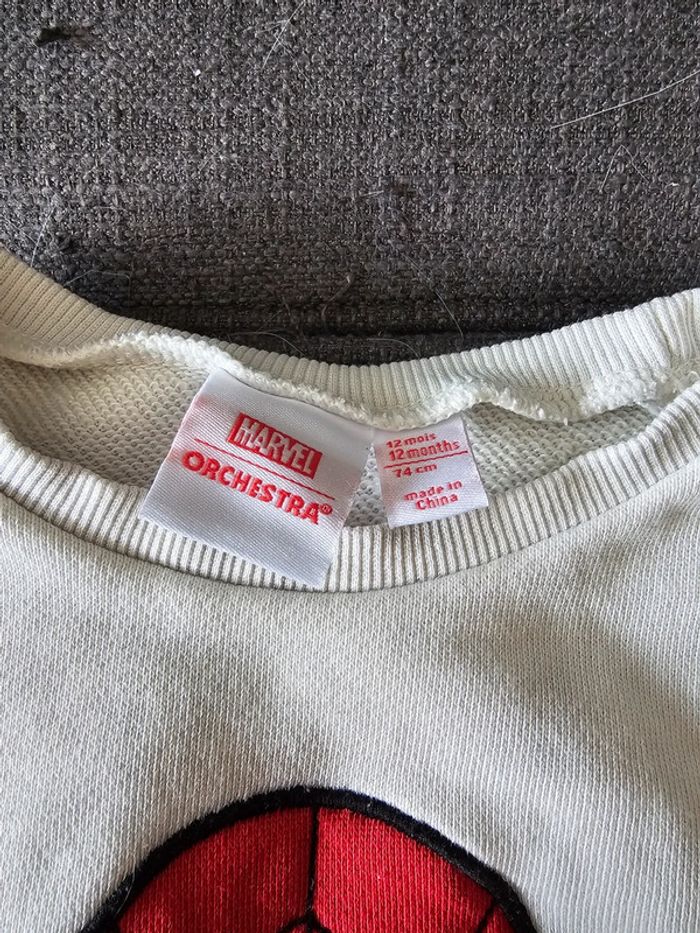 MARVEL
ORCHESTRA®
12 mois
12 months
74 cm
made in
China